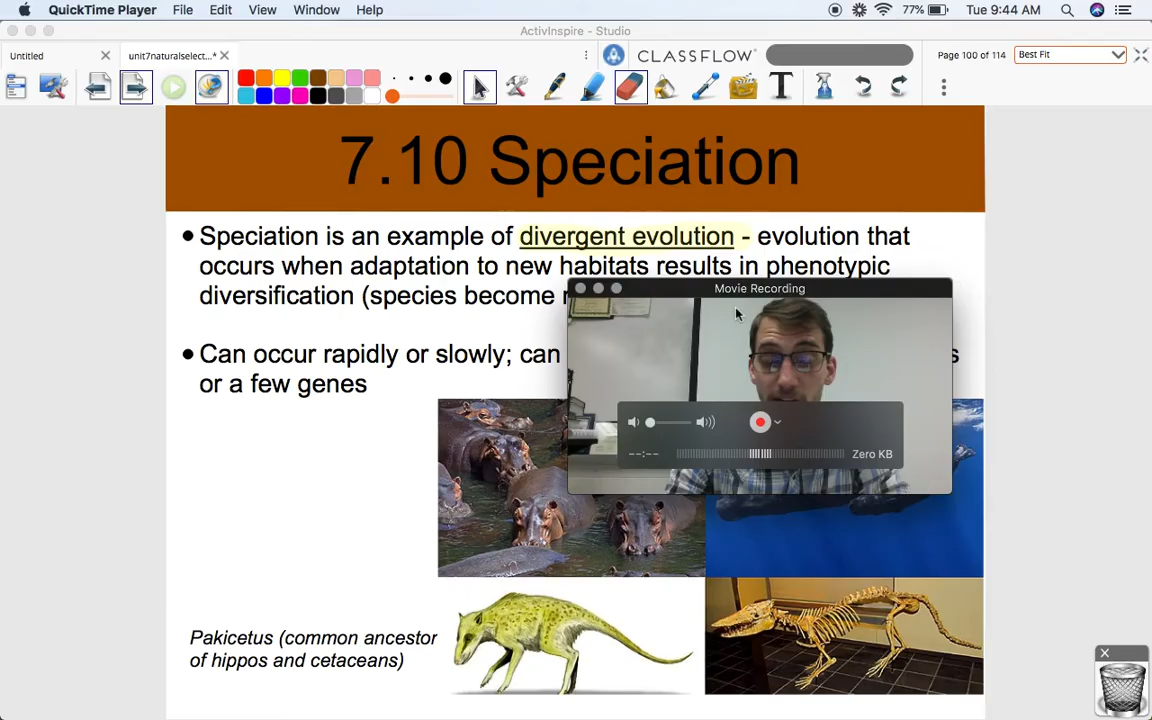 QuickTime Player File Edit View Window Help 77% Tue 9:44 AM
ActivInspire - Studio
Untitled unit7naturalselect...* CLASSFLOW Page 100 of 114 Best Fit
T
7.10 Speciation
• Speciation is an example of divergent evolution - evolution that
occurs when adaptation to new habitats results in phenotypic
diversification (species become
Movie Recording
• Can occur rapidly or slowly; can
or a few genes
--:-- Zero KB
Pakicetus (common ancestor
of hippos and cetaceans)